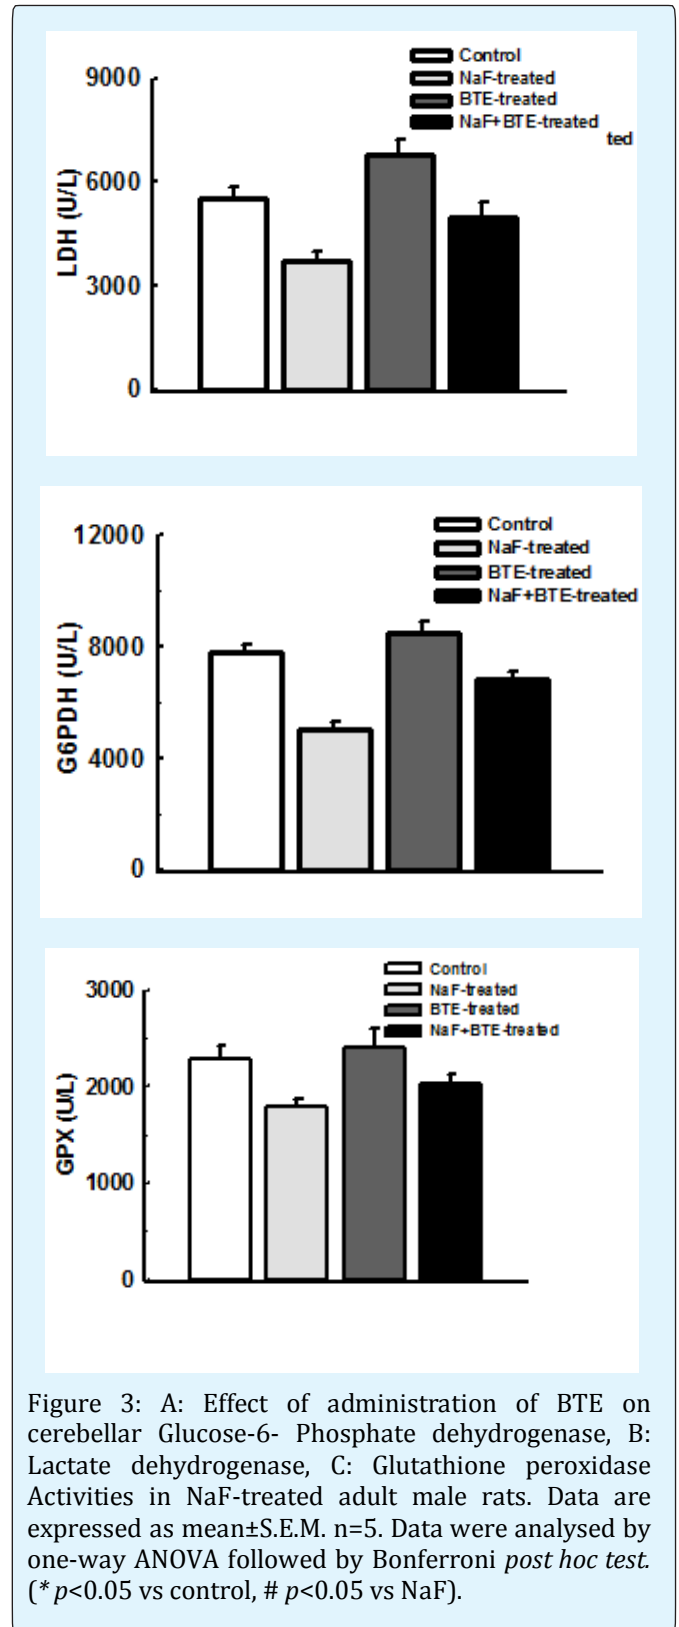 Control
NaF-treated
BTE-treated
NaF+BTE-treated
ted
9000
6000
3000
0
LDH (U/L)
Control
NaF-treated
BTE-treated
NaF+BTE-treated
12000
8000
4000
0
G6PDH (U/L)
Control
NaF-treated
BTE-treated
NaF+BTE-treated
3000
2000
1000
0
GPX (U/L)
Figure 3: A: Effect of administration of BTE on
cerebellar Glucose-6- Phosphate dehydrogenase, B:
Lactate dehydrogenase, C: Glutathione peroxidase
Activities in NaF-treated adult male rats. Data are
expressed as mean±S.E.M. n=5. Data were analysed by
one-way ANOVA followed by Bonferroni post hoc test.
(* p<0.05 vs control, # p<0.05 vs NaF).